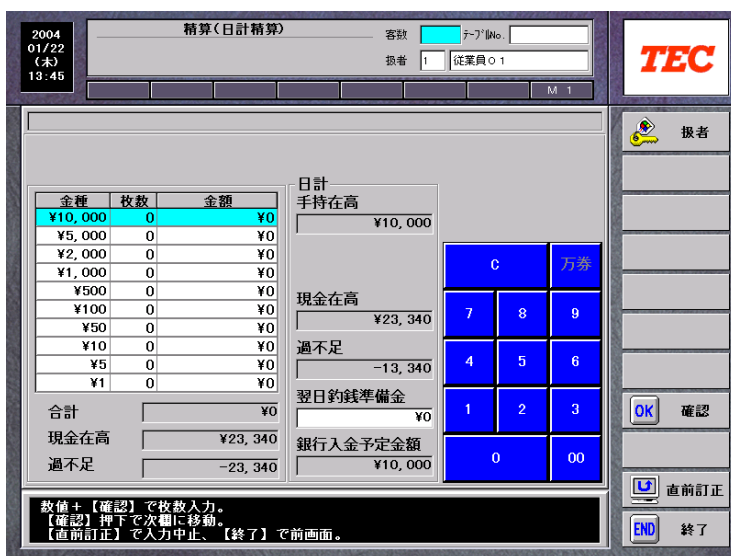 2004
01/22
(木)
13:45
精算(日計精算)
客数
ﾃｰﾌﾞﾙNo.
扱者 1 従業員01
M 1
TEC
扱者
金種 枚数 金額
¥10,000 0 ¥0
¥5,000 0 ¥0
¥2,000 0 ¥0
¥1,000 0 ¥0
¥500 0 ¥0
¥100 0 ¥0
¥50 0 ¥0
¥10 0 ¥0
¥5 0 ¥0
¥1 0 ¥0
合計 ¥0
現金在高 ¥23,340
過不足 -23,340
日計
手持在高
¥10,000
現金在高
¥23,340
過不足
-13,340
翌日釣銭準備金
¥0
銀行入金予定金額
¥10,000
C 万券
7 8 9
4 5 6
1 2 3
0 00
OK 確認
直前訂正
END 終了
数値+【確認】で枚数入力。
【確認】押下で次欄に移動。
【直前訂正】で入力中止、【終了】で前画面。